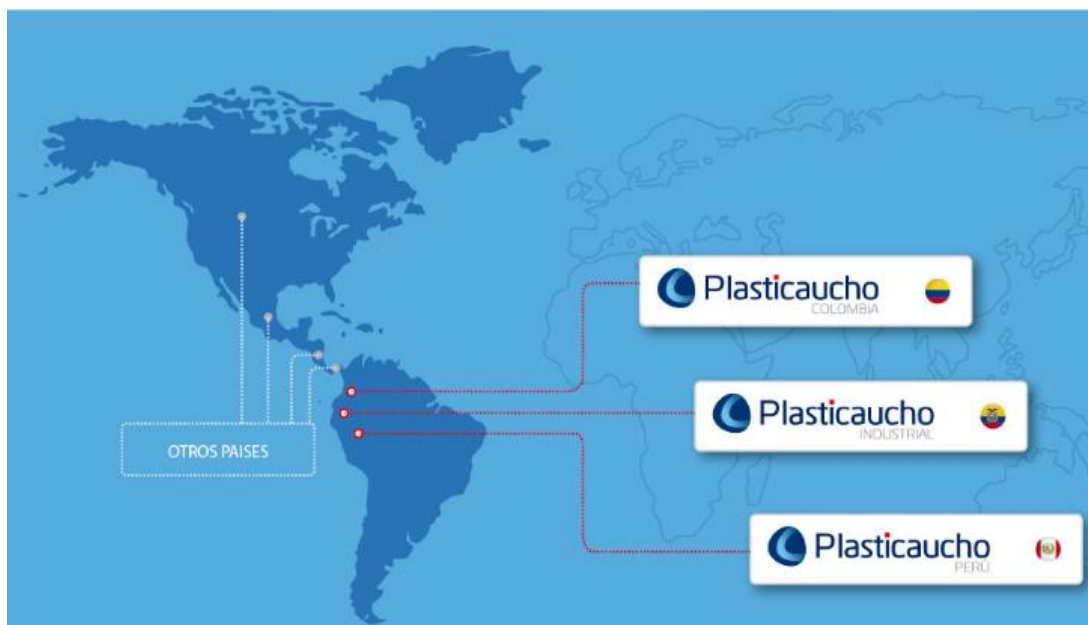 Plasticaucho
COLOMBIA
Plasticaucho
INDUSTRIAL
OTROS PAISES
Plasticaucho
PERU